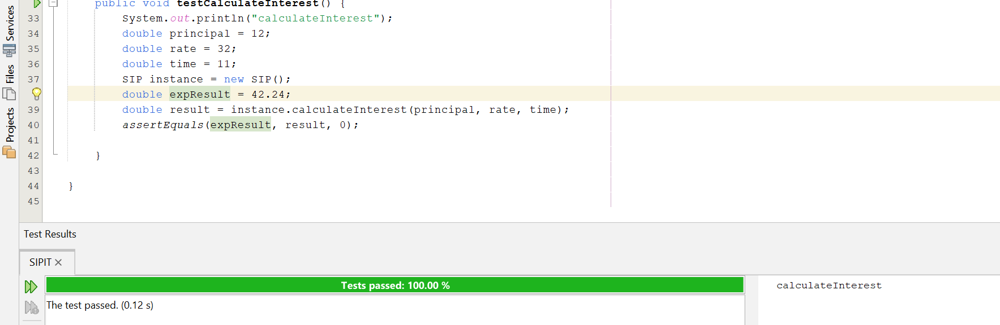 Services
Files
Projects
public void testCalculateInterest() {
33 System.out.println("calculateInterest");
34 double principal = 12;
35 double rate = 32;
36 double time = 11;
37 SIP instance = new SIP();
double expResult = 42.24;
39 double result = instance.calculateInterest(principal, rate, time);
40 assertEquals(expResult, result, 0);
41
42 }
43
44 }
45
Test Results
SIPIT
Tests passed: 100.00 %
The test passed. (0.12 s)
calculateInterest